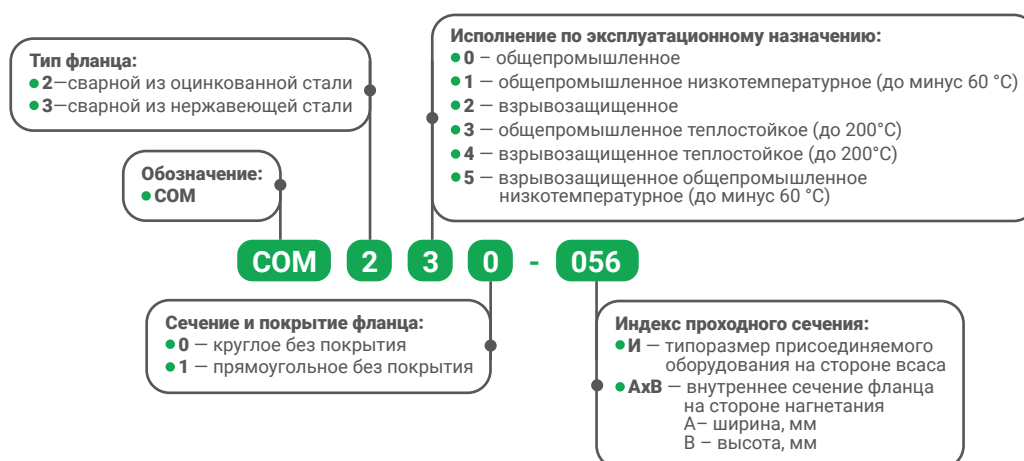 Тип фланца:
2—сварной из оцинкованной стали
3—сварной из нержавеющей стали
Обозначение:
СОМ
Исполнение по эксплуатационному назначению:
0 – общепромышленное
1 — общепромышленное низкотемпературное (до минус 60 °C)
2 — взрывозащищенное
3 — общепромышленное теплостойкое (до 200°C)
4 — взрывозащищенное теплостойкое (до 200°C)
5 — взрывозащищенное общепромышленное
низкотемпературное (до минус 60 °C)
СОМ 2 3 0 - 056
Сечение и покрытие фланца:
0 — круглое без покрытия
1 — прямоугольное без покрытия
Индекс проходного сечения:
И — типоразмер присоединяемого
оборудования на стороне всаса
АхВ — внутреннее сечение фланца
на стороне нагнетания
А– ширина, мм
В – высота, мм